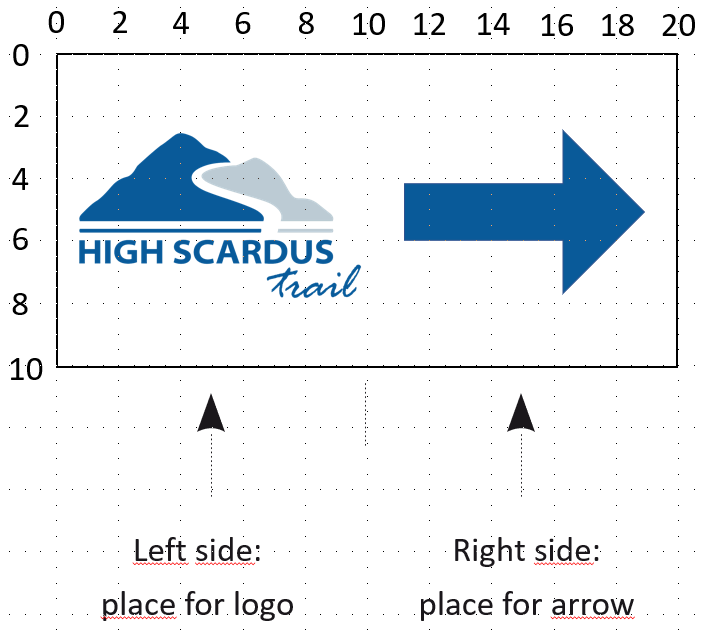 0 2 4 6 8 10 12 14 16 18 20
0
2
4
6
8
10
HIGH SCARDUS
trail
Left side:
place for logo
Right side:
place for arrow